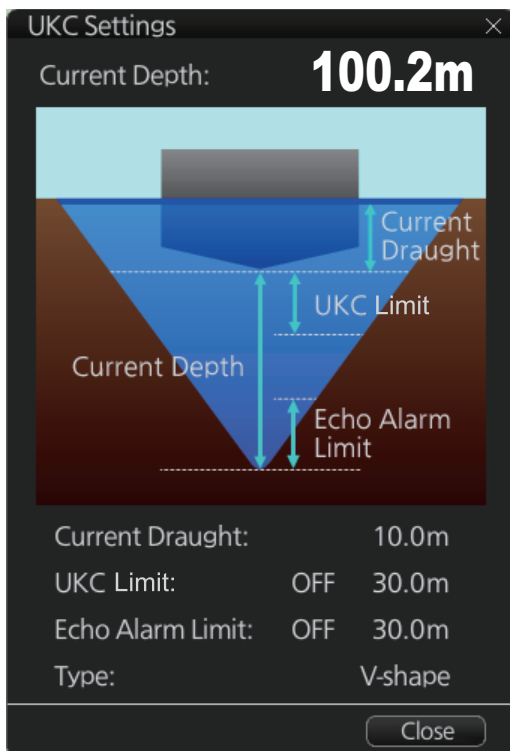 UKC Settings
Current Depth: 100.2m
Current
Draught
UKC Limit
Current Depth
Echo Alarm
Limit
Current Draught: 10.0m
UKC Limit: OFF 30.0m
Echo Alarm Limit: OFF 30.0m
Type: V-shape
Close